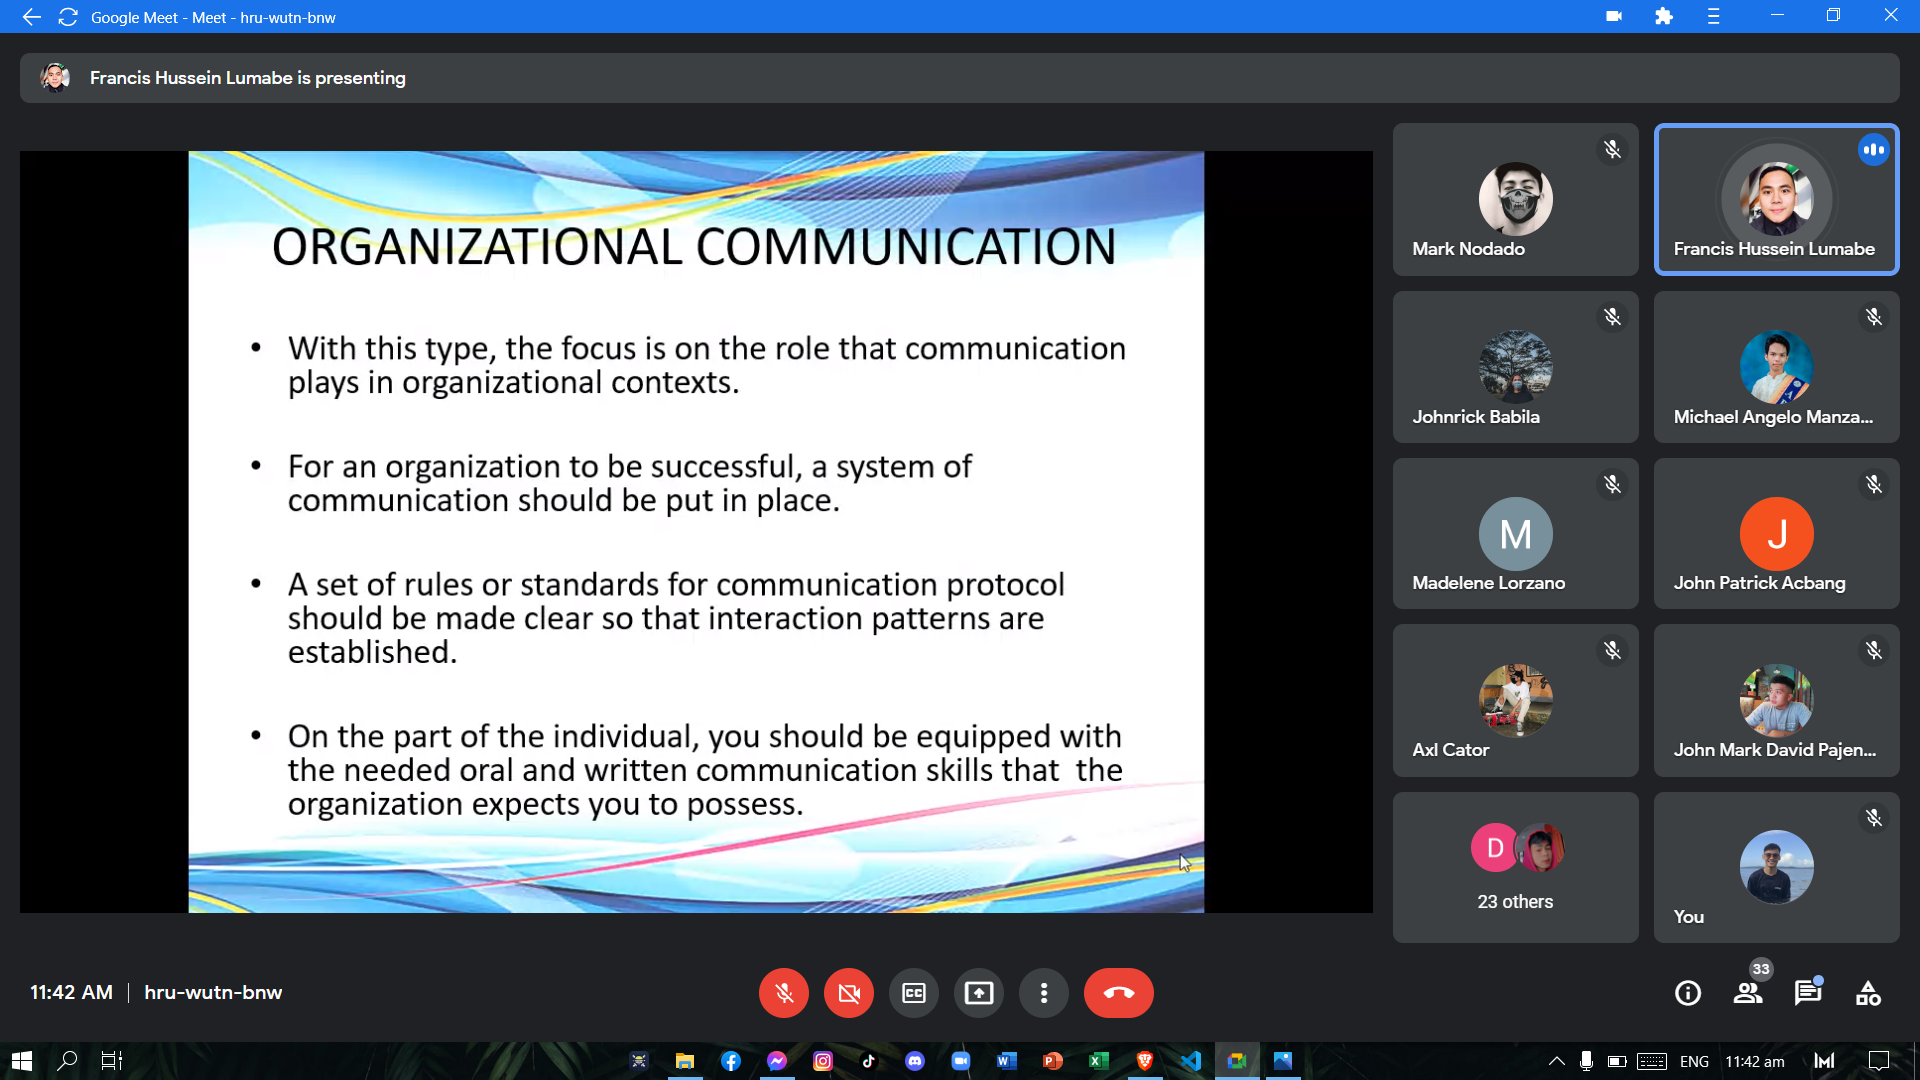 Google Meet - Meet - hru-wutn-bnw
Francis Hussein Lumabe is presenting
ORGANIZATIONAL COMMUNICATION
• With this type, the focus is on the role that communication
plays in organizational contexts.
• For an organization to be successful, a system of
communication should be put in place.
• A set of rules or standards for communication protocol
should be made clear so that interaction patterns are
established.
• On the part of the individual, you should be equipped with
the needed oral and written communication skills that  the
organization expects you to possess.
Mark Nodado
Francis Hussein Lumabe
Johnrick Babila
Michael Angelo Manza...
M
Madelene Lorzano
J
John Patrick Acbang
Axl Cator
John Mark David Pajen...
D
23 others
You
11:42 AM | hru-wutn-bnw
CC
33
ENG
11:42 am